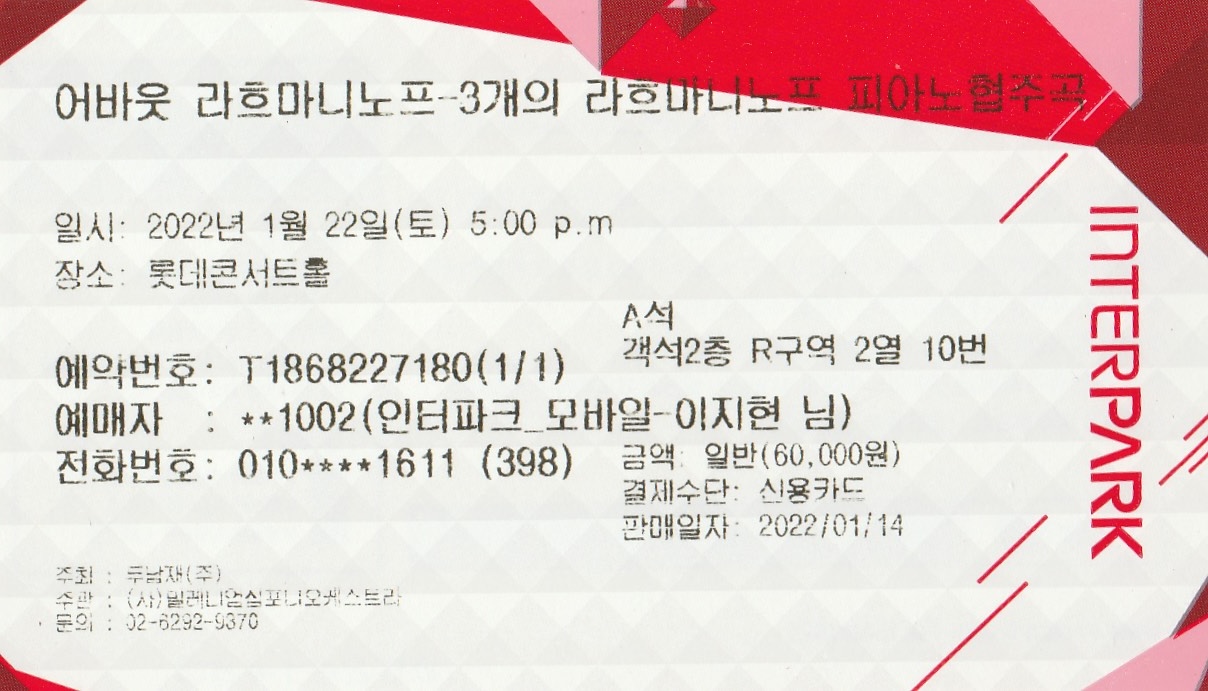 어바웃 라흐마니노프-3개의 라흐마니노프 피아노협주곡
일시: 2022년 1월 22일(토) 5:00 p.m
장소: 롯데콘서트홀
A석
객석2층 R구역 2열 10번
예약번호: T1868227180(1/1)
예매자 : **1002(인터파크_모바일-이지현 님)
전화번호: 010****1611 (398)
금액: 일반(60,000원)
결제수단: 신용카드
판매일자: 2022/01/14
주최 : 두남재(주)
주관 : (사)밀레니엄심포니오케스트라
문의 : 02-6292-9370
INTERPARK